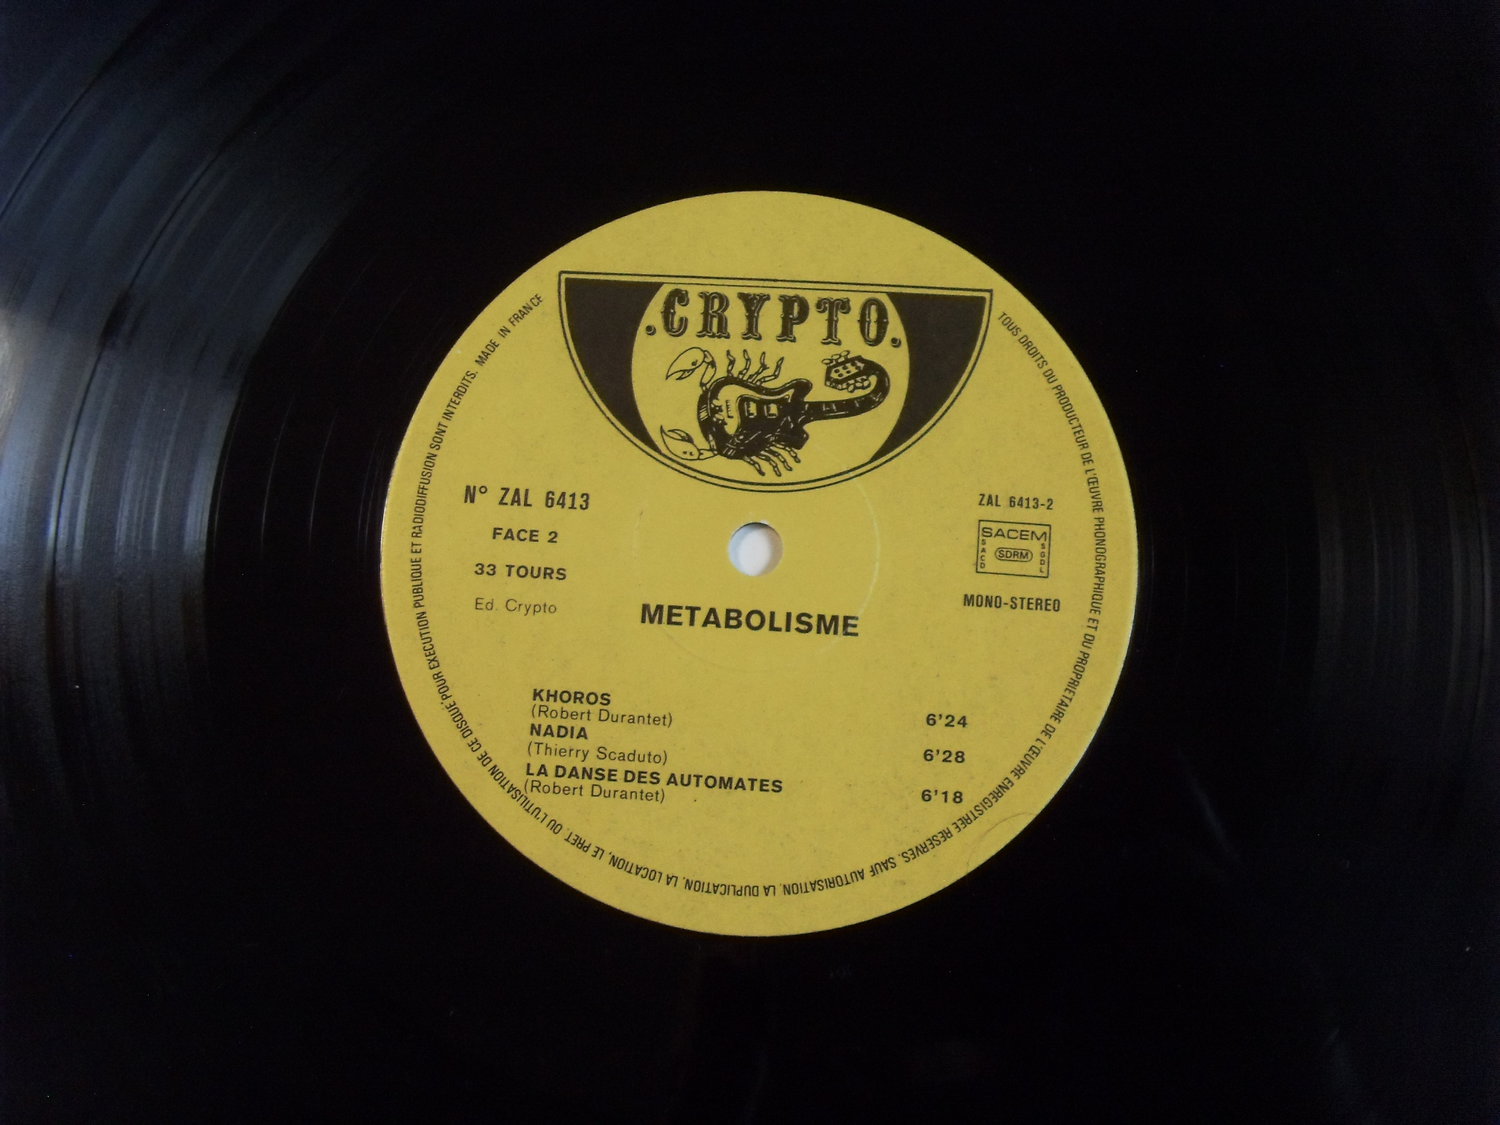 .CRYPTO.
N° ZAL 6413
FACE 2
33 TOURS
Ed. Crypto
ZAL 6413-2
SACEM
SACD
SDRM
SGDL
MONO-STEREO
METABOLISME
KHOROS
(Robert Durantet) 6'24
NADIA
(Thierry Scaduto) 6'28
LA DANSE DES AUTOMATES
(Robert Durantet) 6'18
TOUS DROITS DU PRODUCTEUR DE L'ŒUVRE PHONOGRAPHIQUE ET DU PROPRIETAIRE DE L'ŒUVRE ENREGISTREE RESERVES. SAUF AUTORISATION, LA DUPLICATION, LA LOCATION, LE PRET, OU L'UTILISATION DE CE DISQUE POUR EXECUTION PUBLIQUE ET RADIODIFFUSION SONT INTERDITS. MADE IN FRANCE